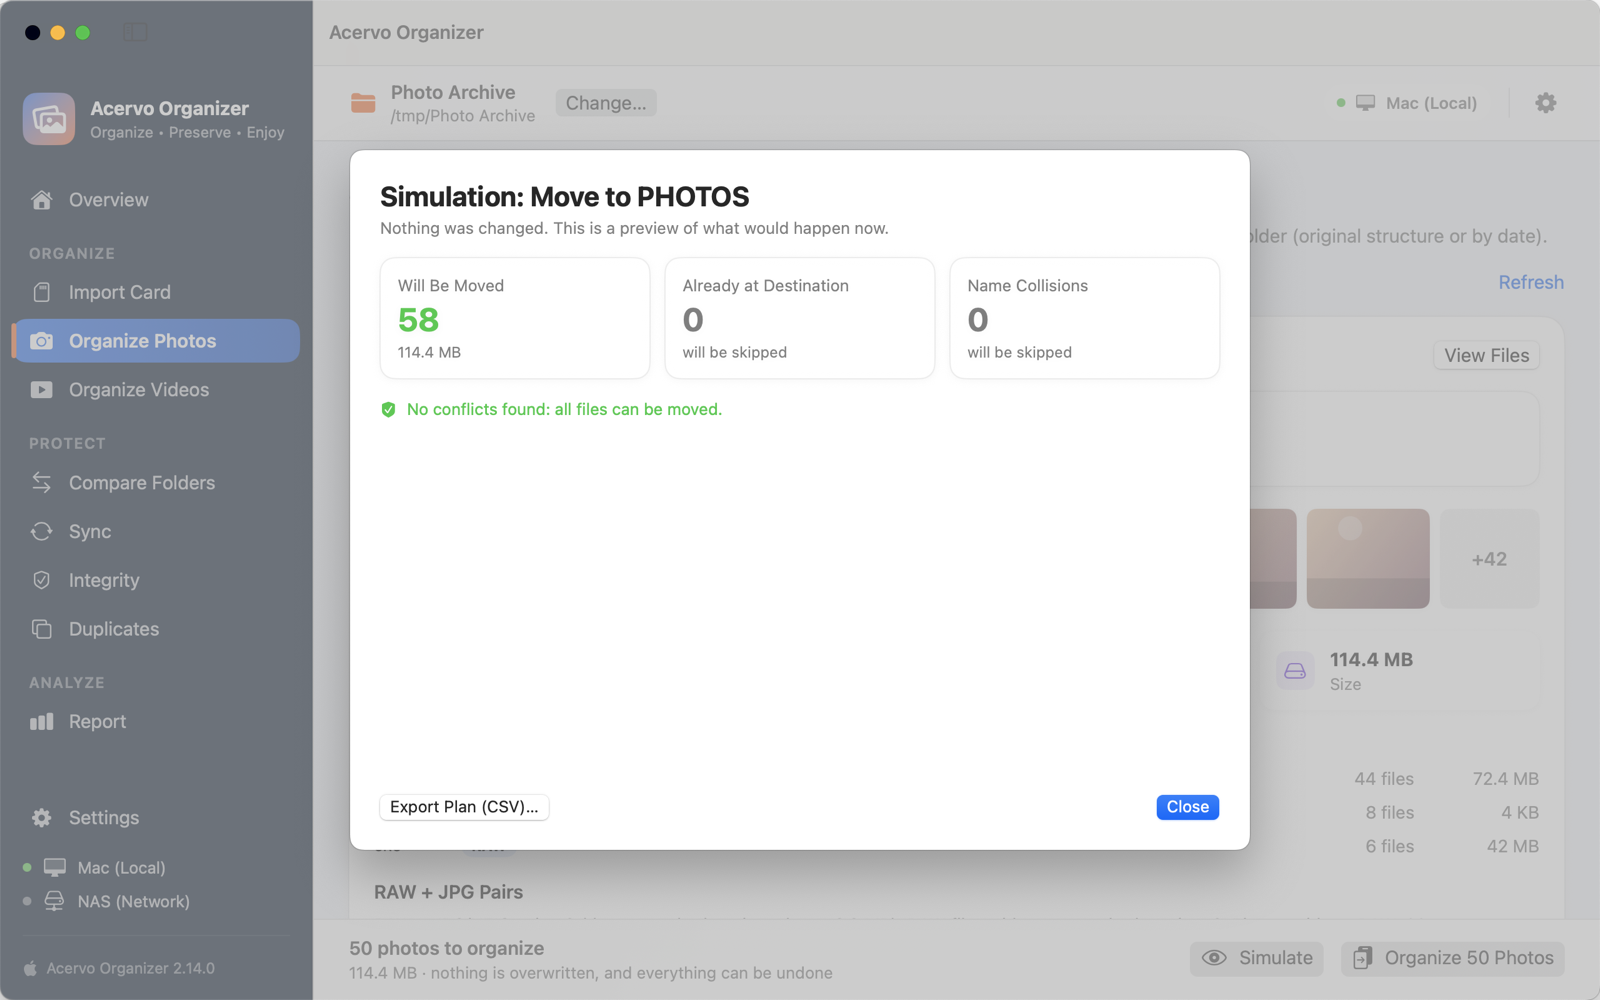 Acervo Organizer
Organize • Preserve • Enjoy
Overview
ORGANIZE
Import Card
Organize Photos
Organize Videos
PROTECT
Compare Folders
Sync
Integrity
Duplicates
ANALYZE
Report
Settings
Mac (Local)
NAS (Network)
Acervo Organizer 2.14.0
Acervo Organizer
Photo Archive
/tmp/Photo Archive
Change...
Mac (Local)
older (original structure or by date).
Refresh
View Files
+42
114.4 MB
Size
44 files 72.4 MB
8 files 4 KB
6 files 42 MB
Simulation: Move to PHOTOS
Nothing was changed. This is a preview of what would happen now.
Will Be Moved
58
114.4 MB
Already at Destination
0
will be skipped
Name Collisions
0
will be skipped
No conflicts found: all files can be moved.
Export Plan (CSV)...
Close
RAW + JPG Pairs
50 photos to organize
114.4 MB · nothing is overwritten, and everything can be undone
Simulate
Organize 50 Photos